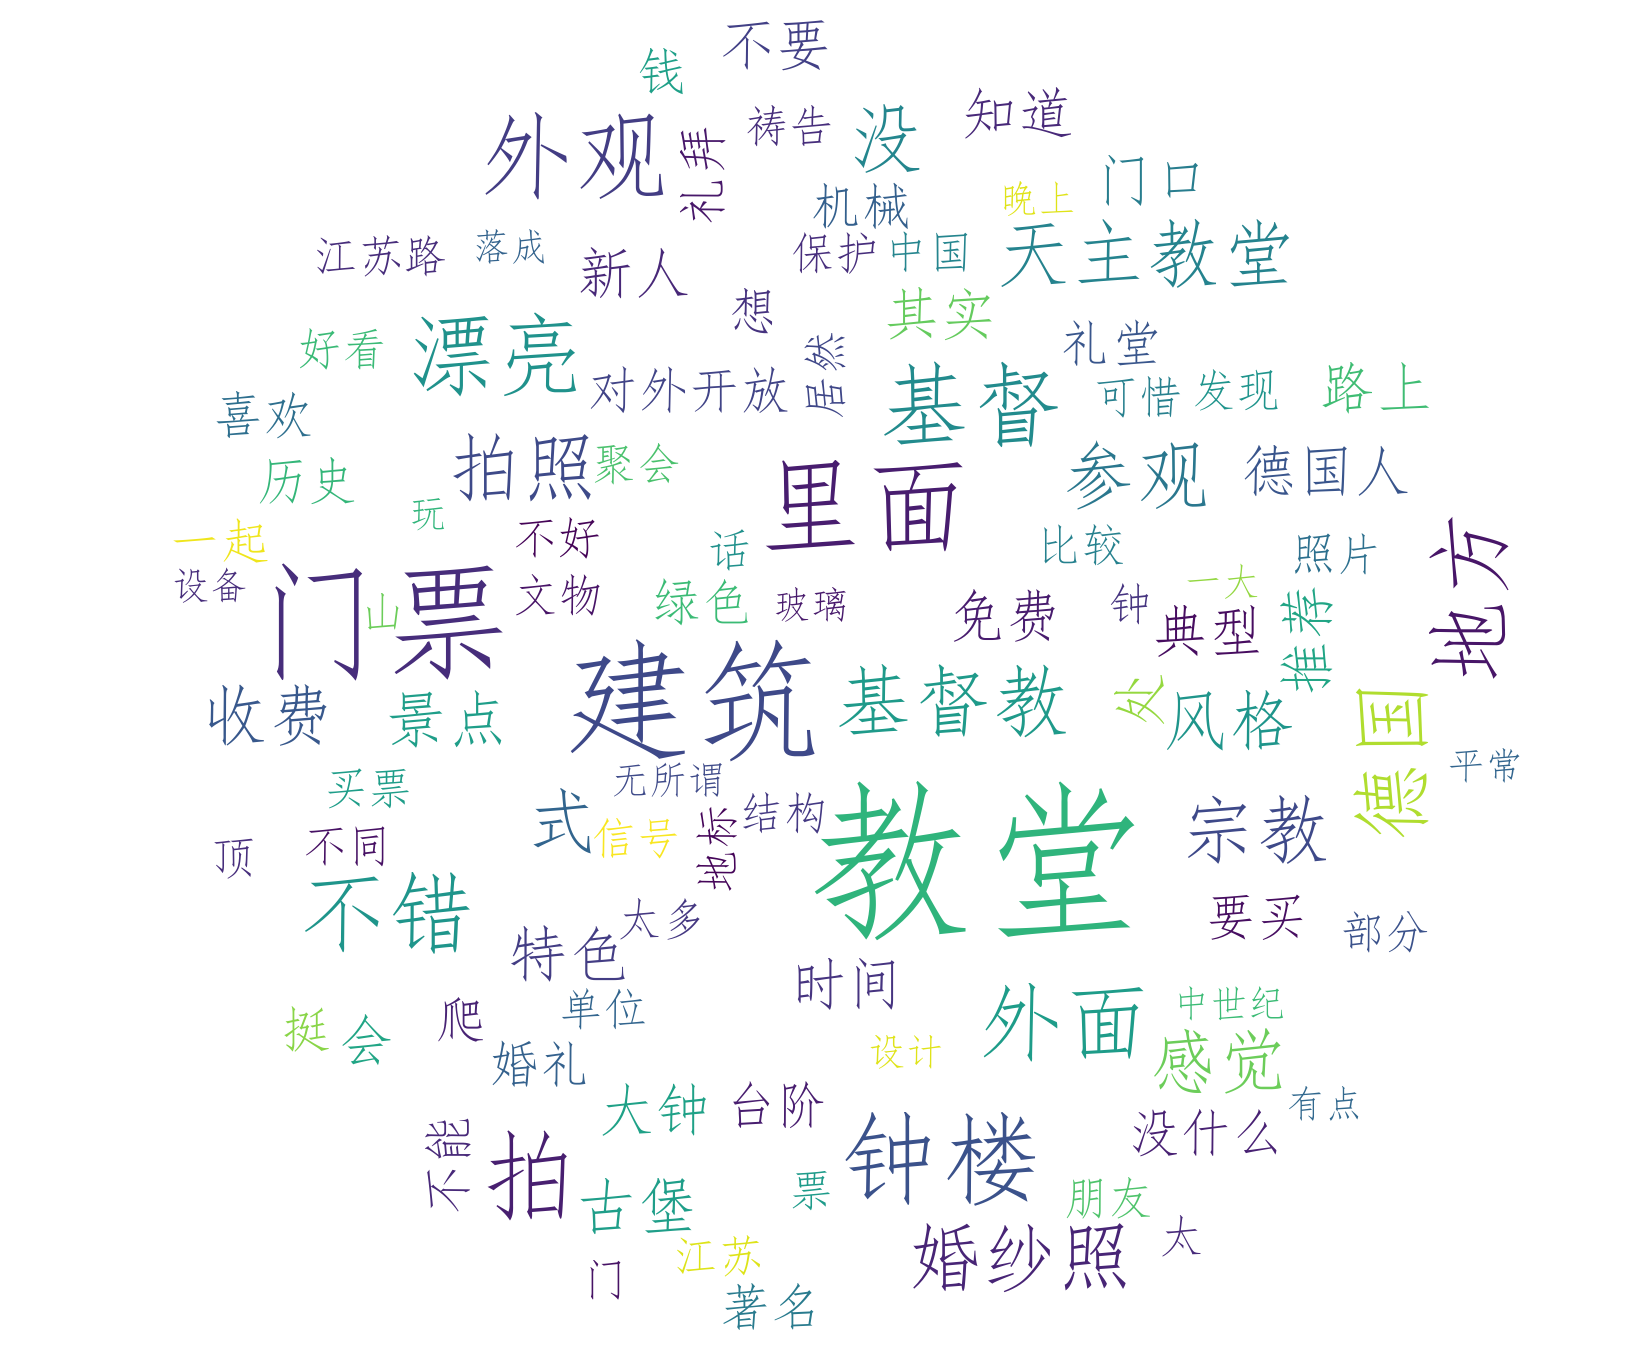 不要
钱
外观
礼拜
祷告
没
知道
机械
晚上
门口
江苏路
落成
新人
保护
中国
天主教堂
想
其实
好看
漂亮
对外开放
居然
基督
礼堂
可惜
发现
路上
喜欢
历史
拍照
聚会
里面
参观
德国人
玩
一起
不好
话
比较
照片
地方
设备
门票
山
文物
绿色
玻璃
免费
钟
一大
典型
推荐
收费
景点
建筑
基督教
处
风格
德国
买票
无所谓
平常
顶
不同
式
信号
地标
结构
教堂
宗教
不错
特色
太多
要买
部分
时间
挺
会
爬
单位
外面
中世纪
婚礼
设计
感觉
有点
大钟
台阶
不能
拍
钟楼
没什么
古堡
票
朋友
门
江苏
婚纱照
太
著名